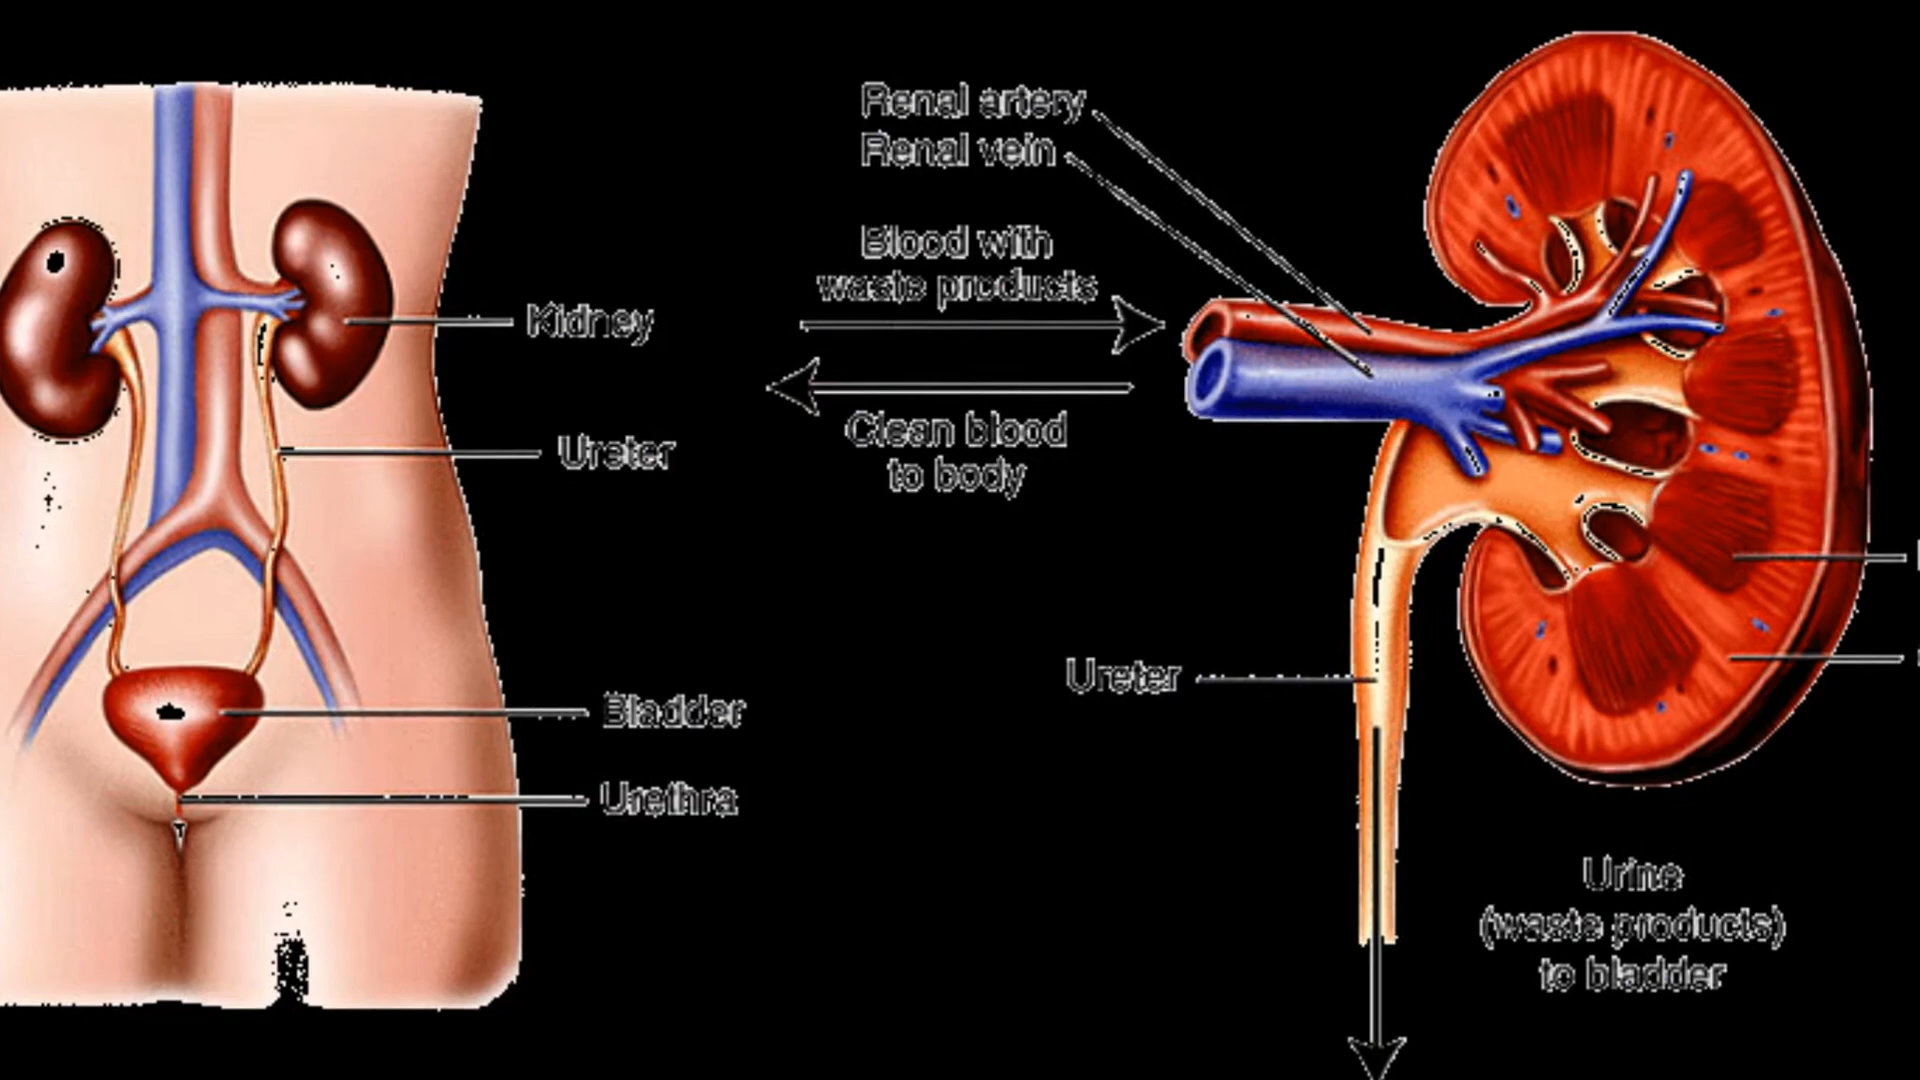 Renal artery
Renal vein
Blood with
waste products
Kidney
Clean blood
to body
Ureter
Ureter
Bladder
Urethra
Urine
(waste products)
to bladder